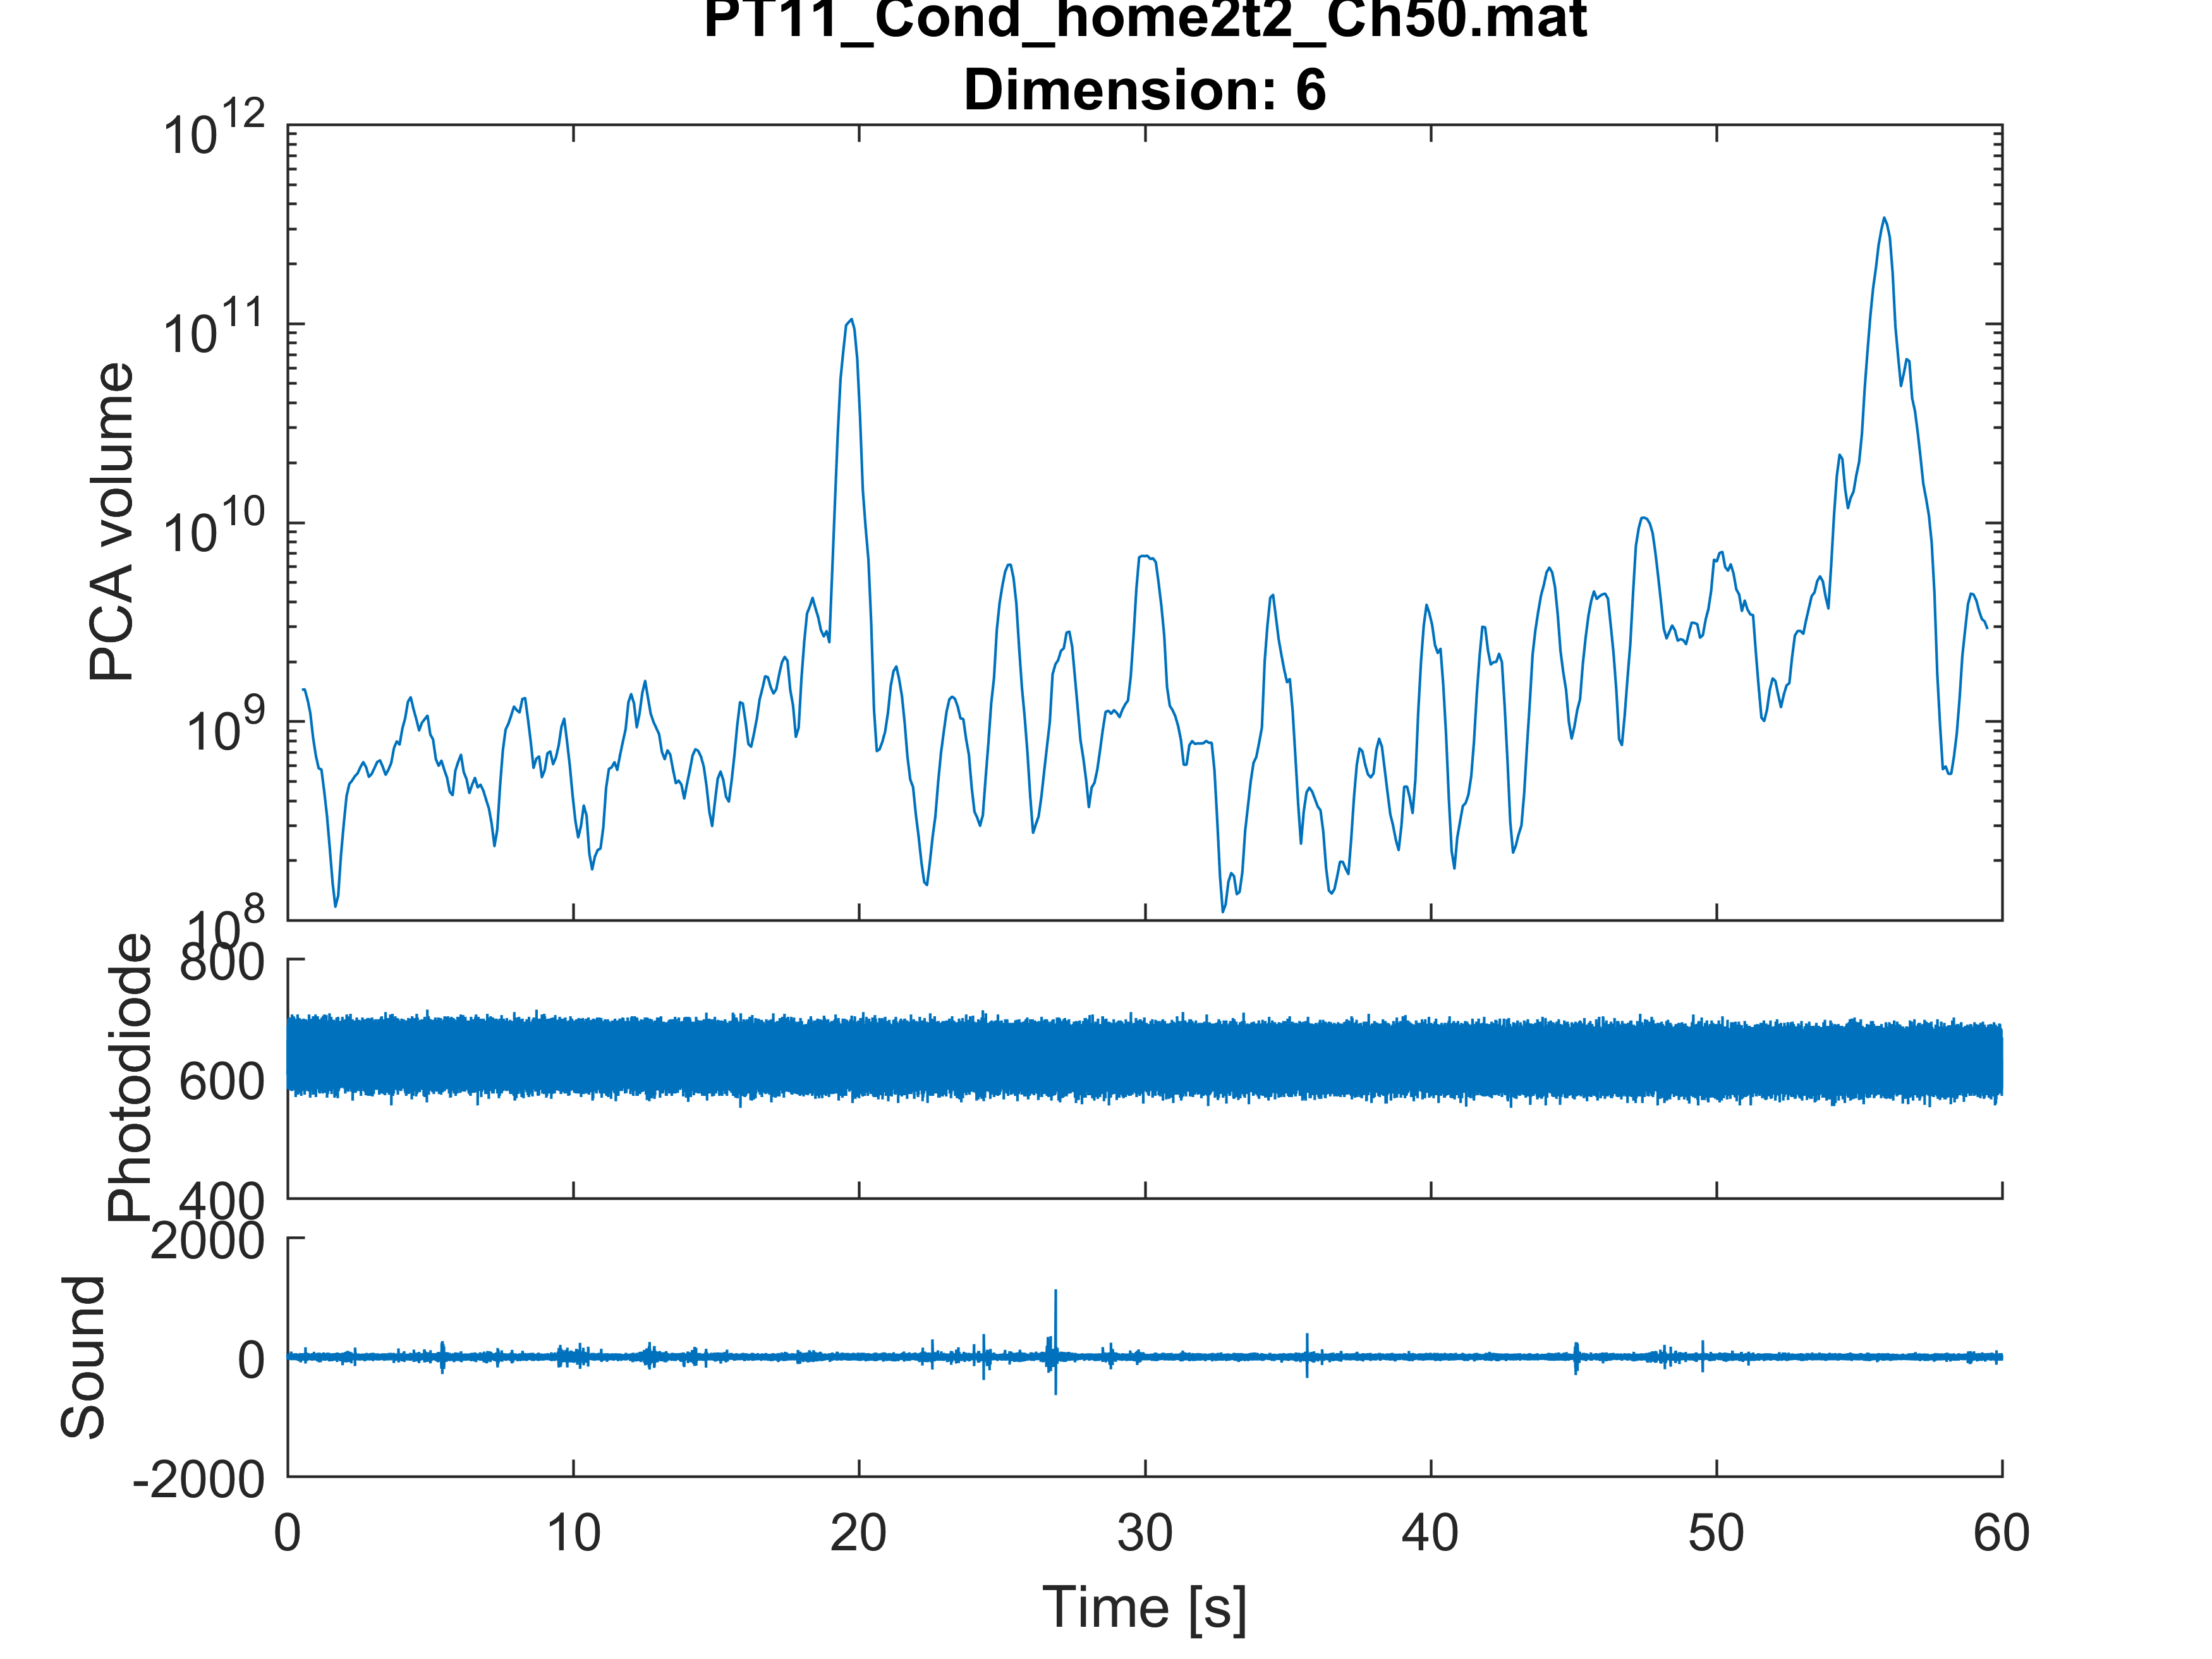 PT11_Cond_home2t2_Ch50.mat
Dimension: 6
10^12
10^11
10^10
10^9
10^8
PCA volume
800
600
400
Photodiode
2000
0
-2000
Sound
0 10 20 30 40 50 60
Time [s]